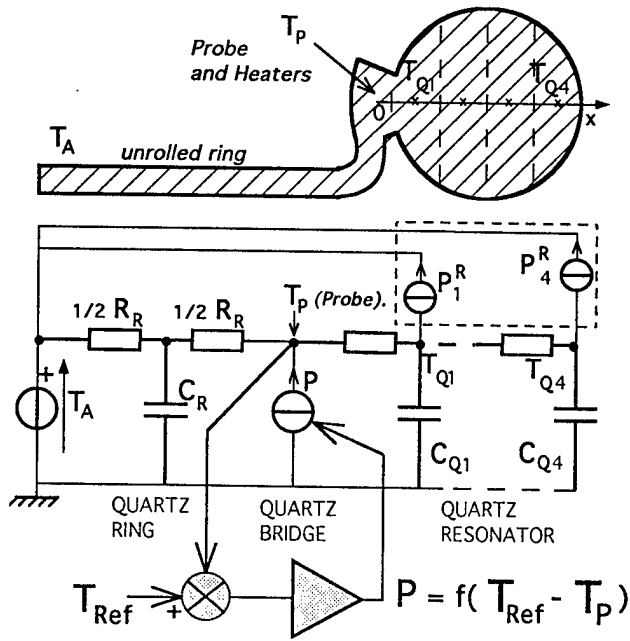 T_P
Probe
and Heaters
T_Q1
T_Q4
0
x
T_A
unrolled ring
P_1^R
P_4^R
1/2 R_R
1/2 R_R
T_P (Probe).
+
T_A
C_R
P
T_Q1
T_Q4
C_Q1
C_Q4
QUARTZ
RING
QUARTZ
BRIDGE
QUARTZ
RESONATOR
T_Ref
+
P = f( T_Ref - T_P )